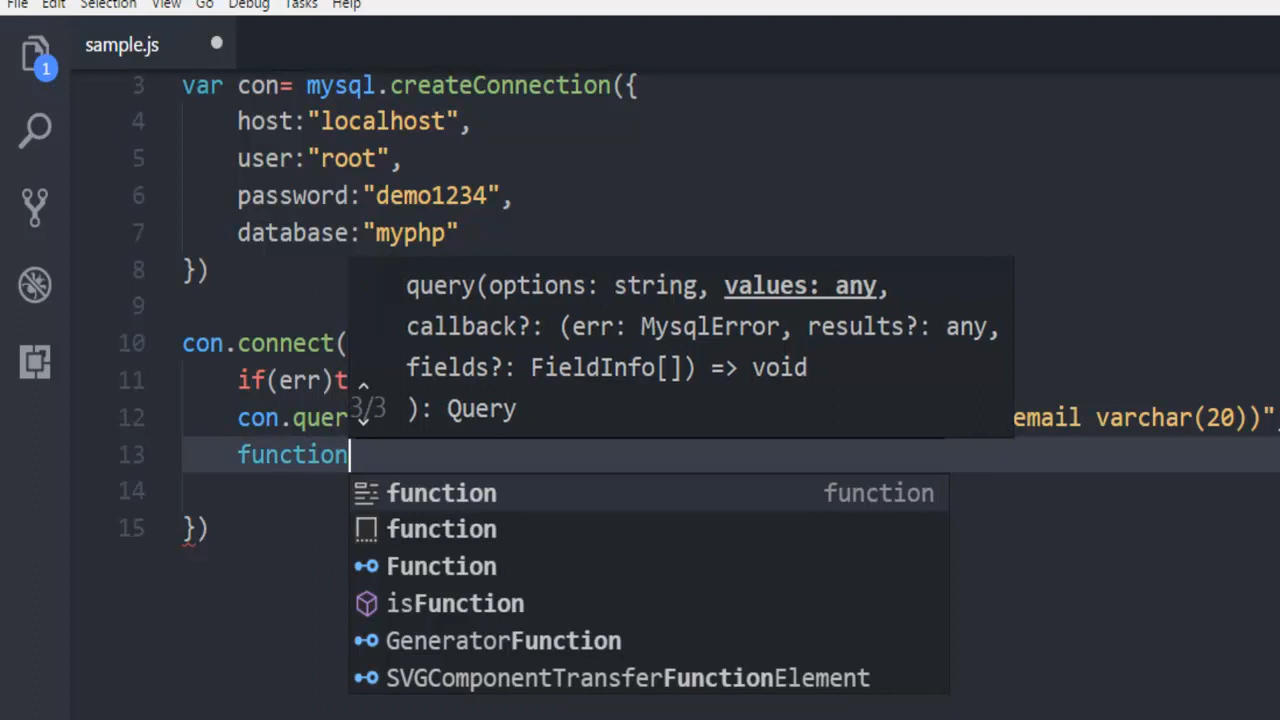 File Edit Selection View Go Debug Tasks Help
sample.js
1
3 var con= mysql.createConnection({
4 host:"localhost",
5 user:"root",
6 password:"demo1234",
7 database:"myphp"
8 })
9
10 con.connect(
11 if(err)t
12 con.quer email varchar(20))",
13 function
14
15 })
query(options: string, values: any,
callback?: (err: MysqlError, results?: any,
fields?: FieldInfo[]) => void
3/3 ): Query
function function
function
Function
isFunction
GeneratorFunction
SVGComponentTransferFunctionElement